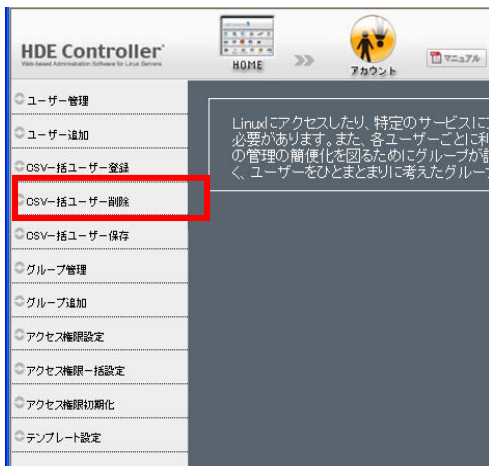 HDE Controller
Web-based Administration Software for Linux Servers
HOME
アカウント
マニュアル
ユーザー管理
ユーザー追加
CSV一括ユーザー登録
CSV一括ユーザー削除
CSV一括ユーザー保存
グループ管理
グループ追加
アクセス権限設定
アクセス権限一括設定
アクセス権限初期化
テンプレート設定
Linuxにアクセスしたり、特定のサービスに
必要があります。また、各ユーザーごとに利
の管理の簡便化を図るためにグループが
く、ユーザーをひとまとまりに考えたグルー